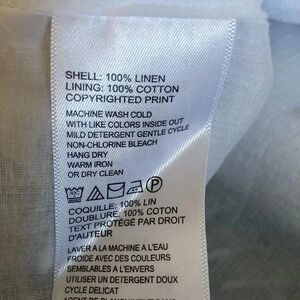 SHELL: 100% LINEN
LINING: 100% COTTON
COPYRIGHTED PRINT
MACHINE WASH COLD
WITH LIKE COLORS INSIDE OUT
MILD DETERGENT GENTLE CYCLE
NON-CHLORINE BLEACH
HANG DRY
WARM IRON
OR DRY CLEAN
P
COQUILLE: 100% LIN
DOUBLURE: 100% COTON
TEXT PROTÉGÉ PAR DROIT
D'AUTEUR
LAVER A LA MACHINE A L'EAU
FROIDE AVEC DES COULEURS
SEMBLABLES A L'ENVERS
UTILISER UN DETERGENT DOUX
CYCLE DELICAT